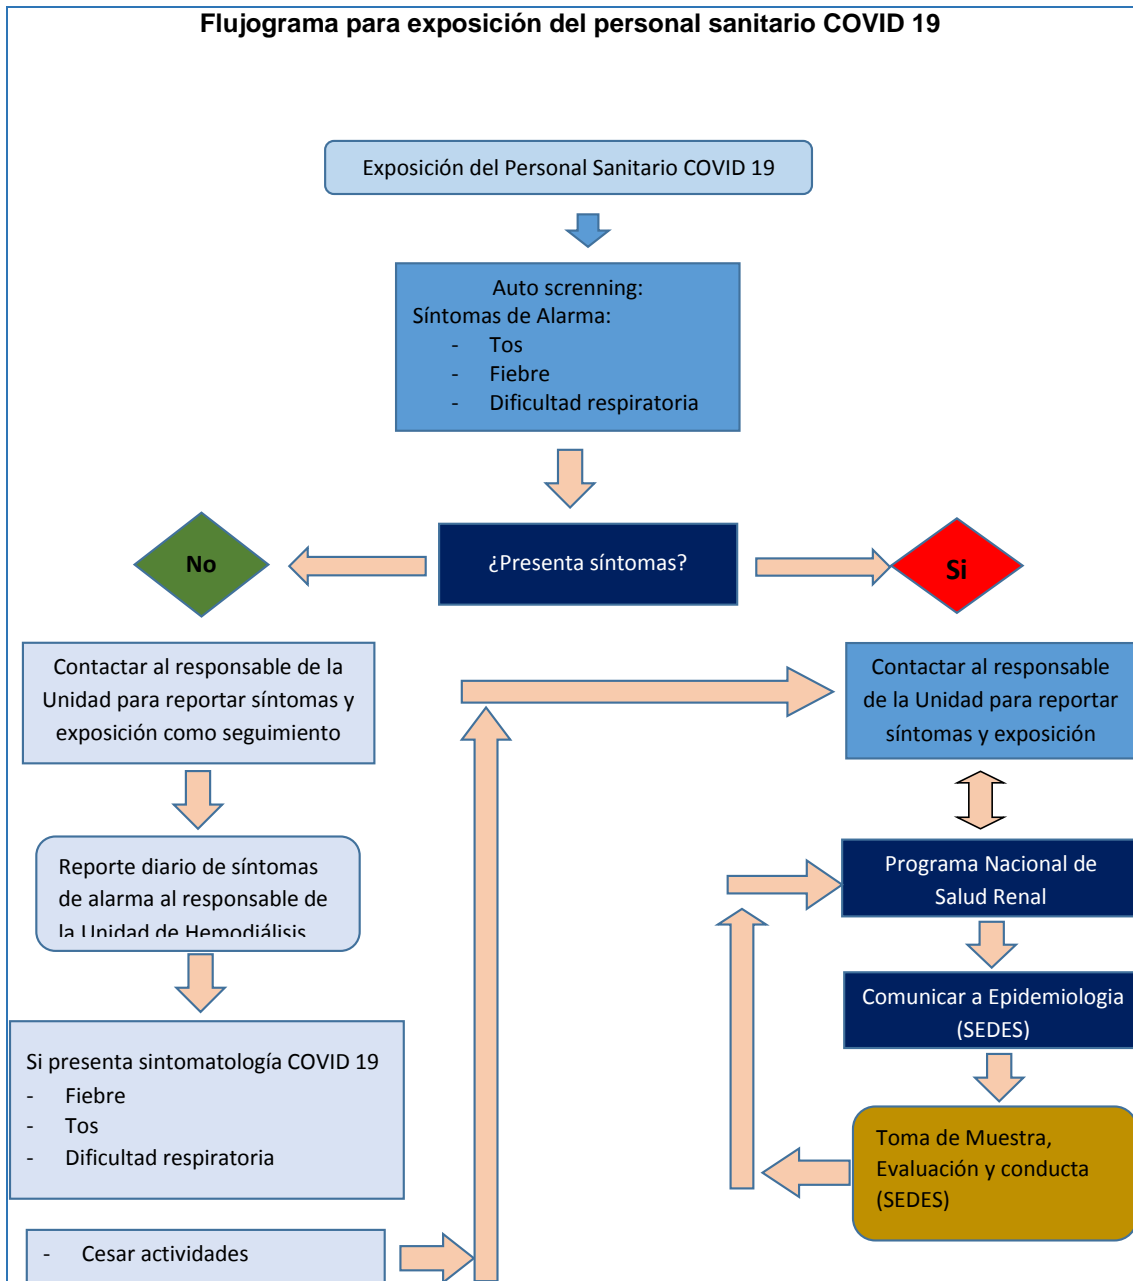 Flujograma para exposición del personal sanitario COVID 19
Exposición del Personal Sanitario COVID 19
Auto screnning:
Síntomas de Alarma:
- Tos
- Fiebre
- Dificultad respiratoria
¿Presenta síntomas?
No
Si
Contactar al responsable de la
Unidad para reportar síntomas y
exposición como seguimiento
Reporte diario de síntomas
de alarma al responsable de
la Unidad de Hemodiálisis
Si presenta sintomatología COVID 19
- Fiebre
- Tos
- Dificultad respiratoria
- Cesar actividades
Contactar al responsable
de la Unidad para reportar
síntomas y exposición
Programa Nacional de
Salud Renal
Comunicar a Epidemiologia
(SEDES)
Toma de Muestra,
Evaluación y conducta
(SEDES)